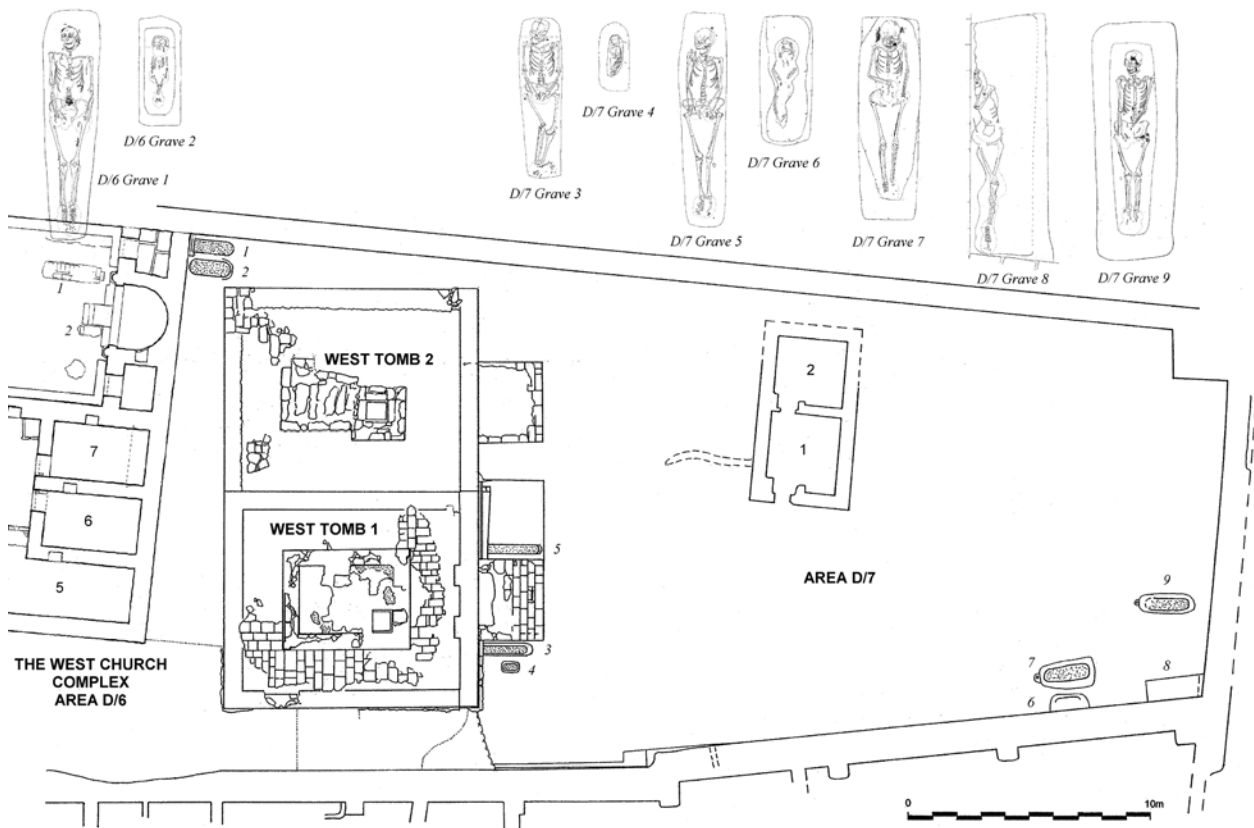 D/6 Grave 2
D/6 Grave 1
D/7 Grave 3
D/7 Grave 4
D/7 Grave 5
D/7 Grave 6
D/7 Grave 7
D/7 Grave 8
D/7 Grave 9
1
2
1
2
WEST TOMB 2
2
1
7
6
5
WEST TOMB 1
5
AREA D/7
9
3
4
7
8
6
THE WEST CHURCH
COMPLEX
AREA D/6
0
10m